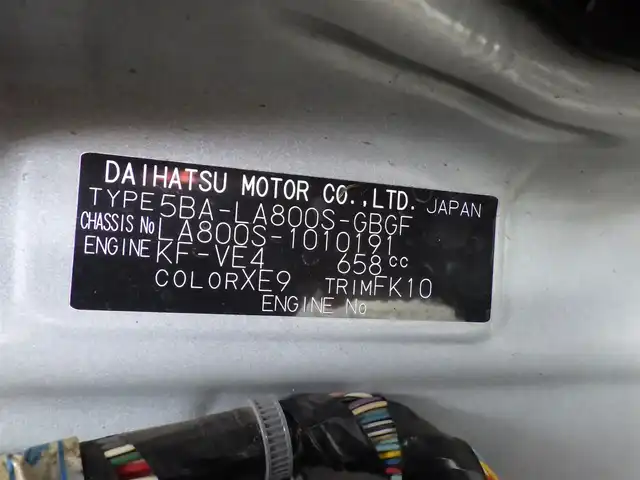 DAIHATSU MOTOR CO.,LTD. JAPAN
TYPE 5BA-LA800S-GBGF
CHASSIS No LA800S-1010191
ENGINE KF-VE4 658cc
COLOR XE9 TRIM FK10
ENGINE No